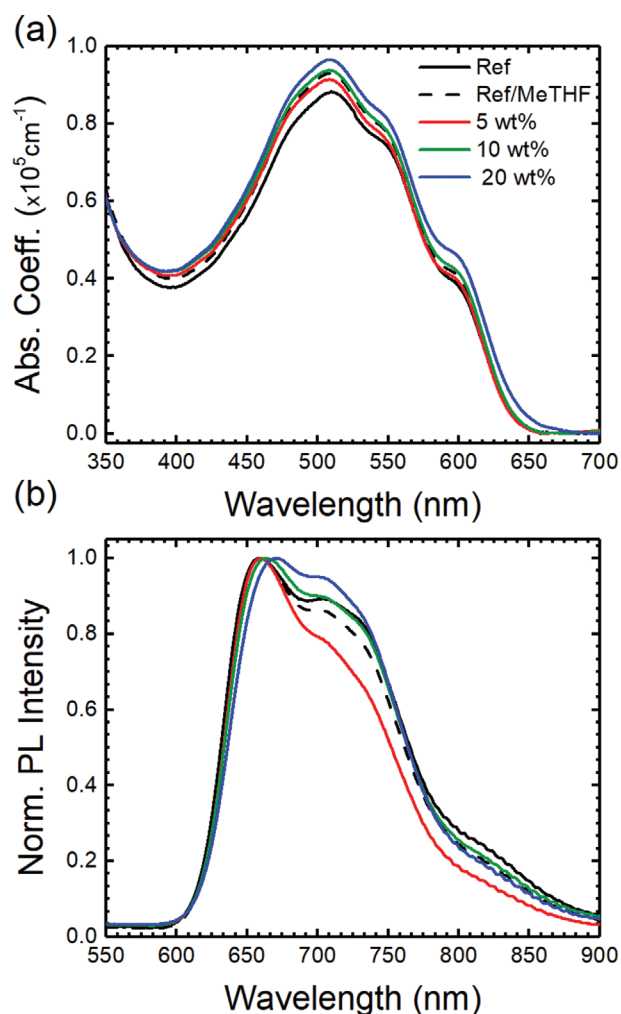 (a)
1.0
0.8
0.6
0.4
0.2
0.0
Abs. Coeff. (x10⁵cm⁻¹)
Ref
Ref/MeTHF
5 wt%
10 wt%
20 wt%
350 400 450 500 550 600 650 700
Wavelength (nm)
(b)
1.0
0.8
0.6
0.4
0.2
0.0
Norm. PL Intensity
550 600 650 700 750 800 850 900
Wavelength (nm)